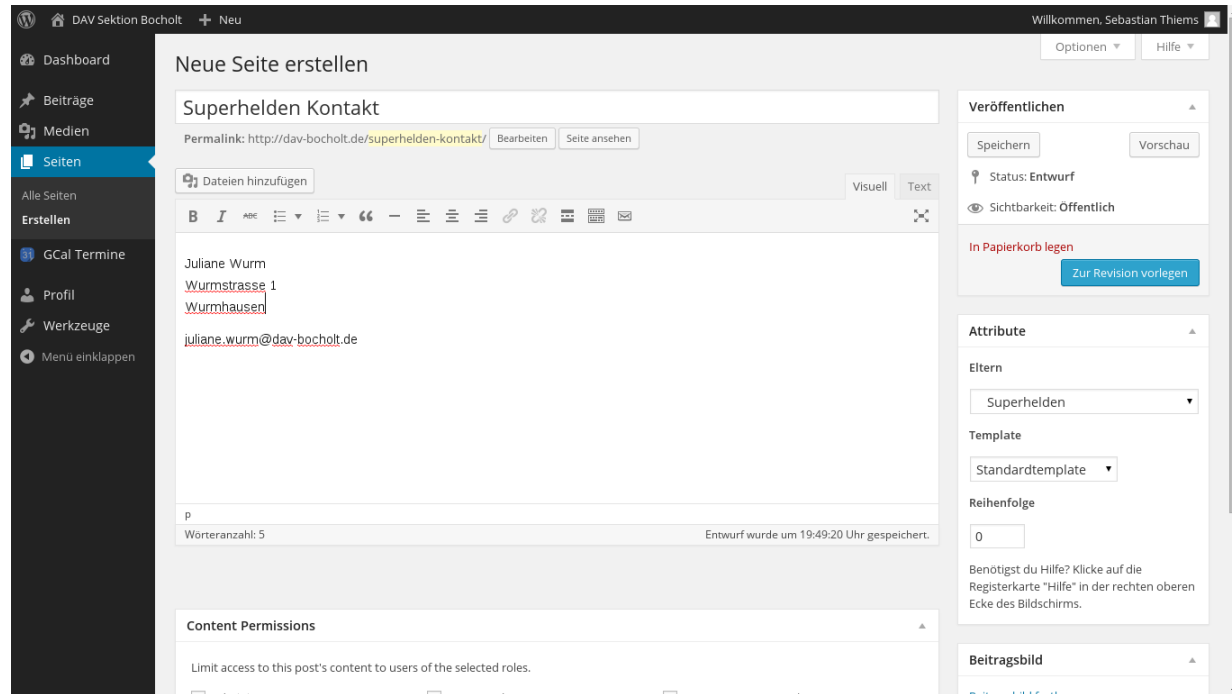 DAV Sektion Bocholt + Neu
Willkommen, Sebastian Thiems
Optionen
Hilfe
Dashboard
Beiträge
Medien
Seiten
Alle Seiten
Erstellen
GCal Termine
Profil
Werkzeuge
Menü einklappen
Neue Seite erstellen
Superhelden Kontakt
Permalink: http://dav-bocholt.de/superhelden-kontakt/ Bearbeiten Seite ansehen
Dateien hinzufügen
Visuell Text
B I ABC
Juliane Wurm
Wurmstrasse 1
Wurmhausen
juliane.wurm@dav-bocholt.de
p
Wörteranzahl: 5
Entwurf wurde um 19:49:20 Uhr gespeichert.
Content Permissions
Limit access to this post's content to users of the selected roles.
Veröffentlichen
Speichern
Vorschau
Status: Entwurf
Sichtbarkeit: Öffentlich
In Papierkorb legen
Zur Revision vorlegen
Attribute
Eltern
Superhelden
Template
Standardtemplate
Reihenfolge
0
Benötigst du Hilfe? Klicke auf die
Registerkarte "Hilfe" in der rechten oberen
Ecke des Bildschirms.
Beitragsbild